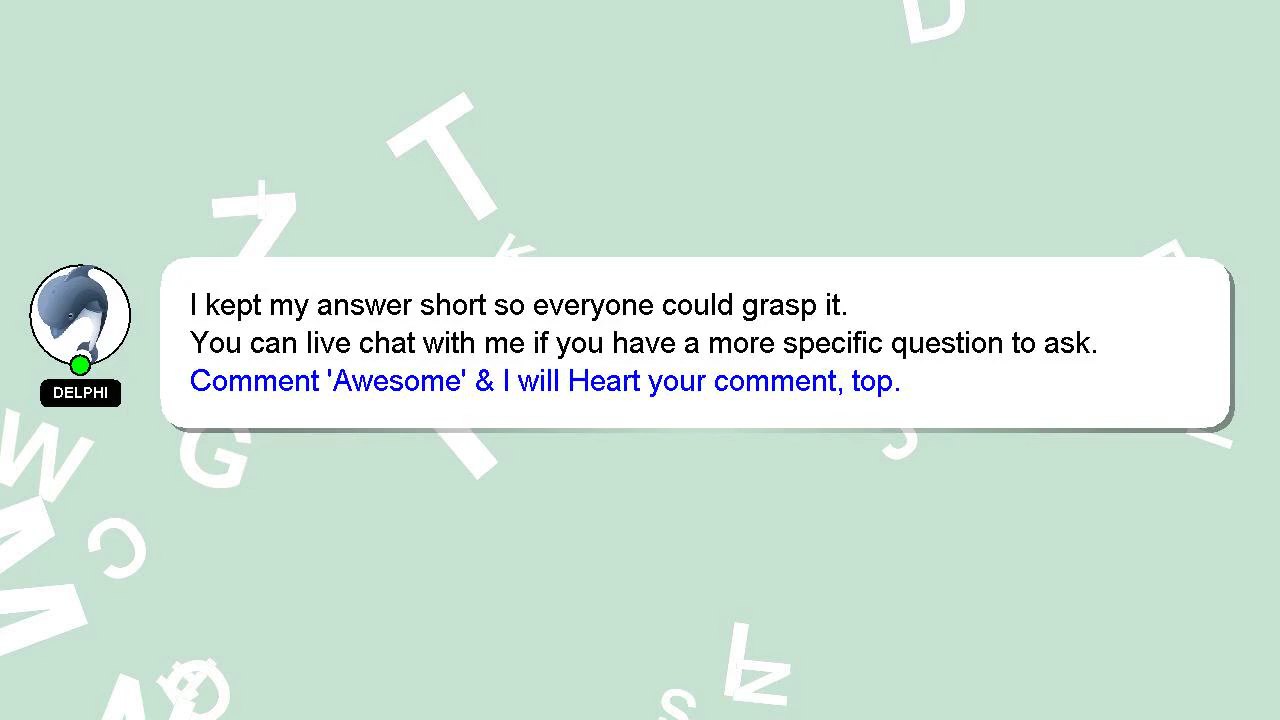 I kept my answer short so everyone could grasp it.
You can live chat with me if you have a more specific question to ask.
Comment 'Awesome' & I will Heart your comment, top.
DELPHI